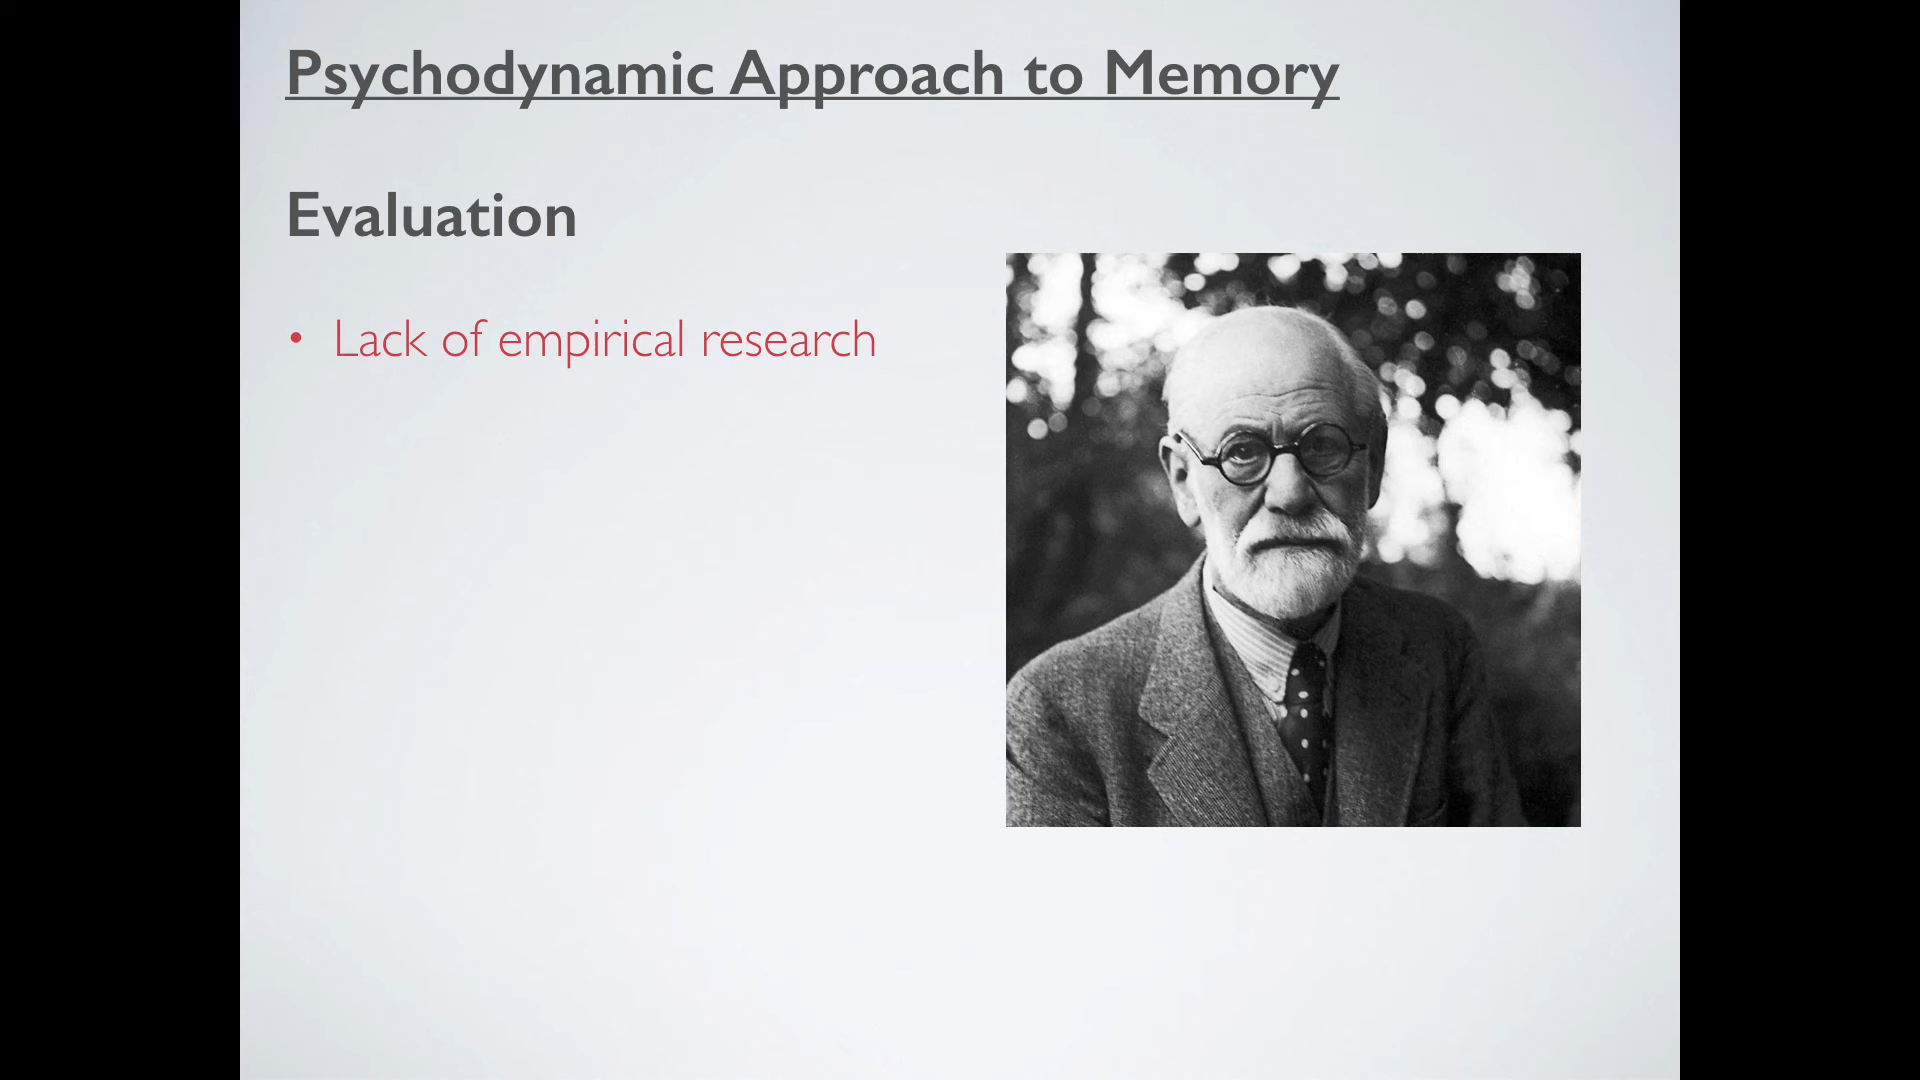 Psychodynamic Approach to Memory
Evaluation
• Lack of empirical research